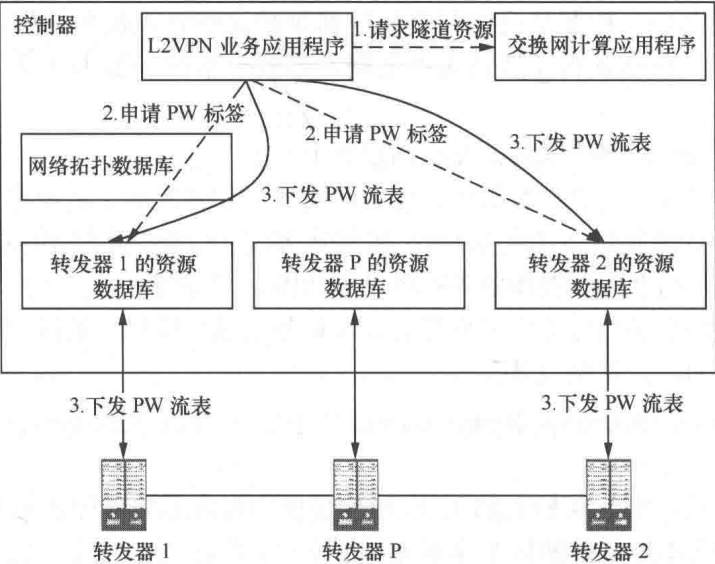 控制器
L2VPN 业务应用程序
1.请求隧道资源
交换网计算应用程序
2.申请 PW 标签
2.申请 PW 标签
3.下发 PW 流表
网络拓扑数据库
3.下发 PW 流表
转发器 1 的资源
数据库
转发器 P 的资源
数据库
转发器 2 的资源
数据库
3.下发 PW 流表
3.下发 PW 流表
转发器 1
转发器 P
转发器 2